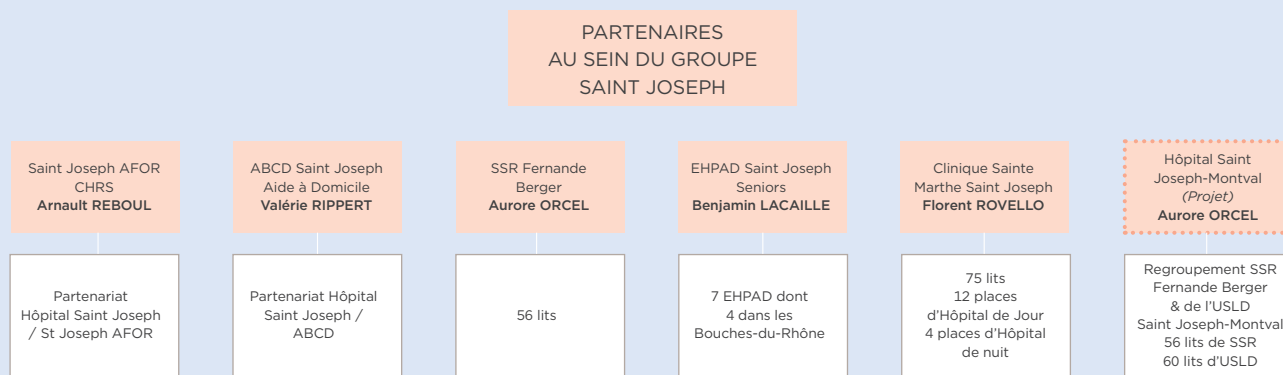 PARTENAIRES
AU SEIN DU GROUPE
SAINT JOSEPH
Saint Joseph AFOR
CHRS
Arnault REBOUL
Partenariat
Hôpital Saint Joseph
/ St Joseph AFOR
ABCD Saint Joseph
Aide à Domicile
Valérie RIPPERT
Partenariat Hôpital
Saint Joseph /
ABCD
SSR Fernande
Berger
Aurore ORCEL
56 lits
EHPAD Saint Joseph
Seniors
Benjamin LACAILLE
7 EHPAD dont
4 dans les
Bouches-du-Rhône
Clinique Sainte
Marthe Saint Joseph
Florent ROVELLO
75 lits
12 places
d’Hôpital de Jour
4 places d’Hôpital
de nuit
Hôpital Saint
Joseph-Montval
(Projet)
Aurore ORCEL
Regroupement SSR
Fernande Berger
& de l’USLD
Saint Joseph-Montval
56 lits de SSR
60 lits d’USLD